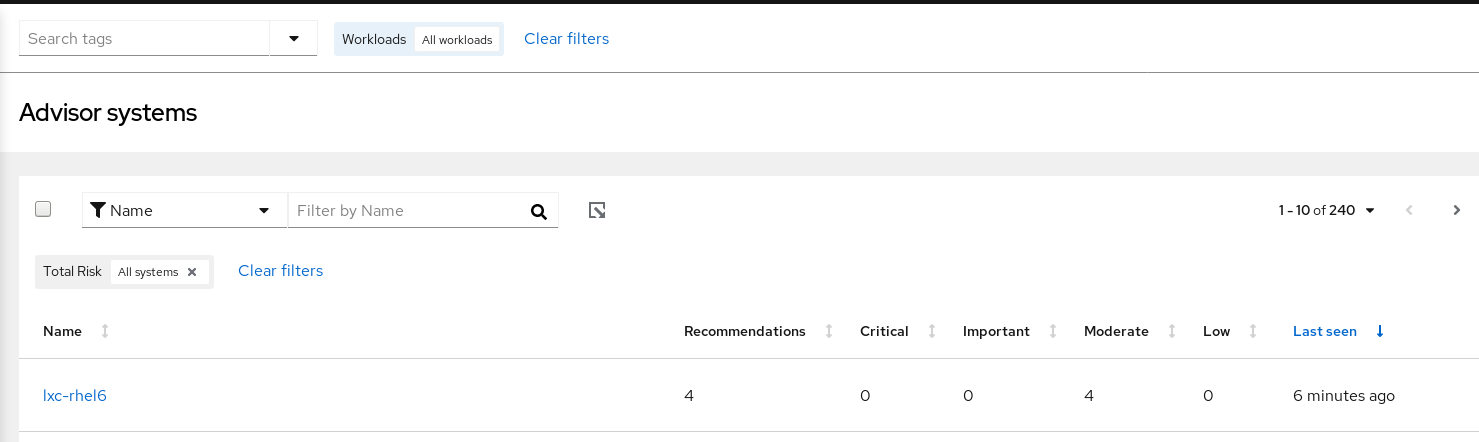 Search tags Workloads All workloads Clear filters
Advisor systems
Name Filter by Name 1 - 10 of 240
Total Risk All systems Clear filters
Name Recommendations Critical Important Moderate Low Last seen
lxc-rhel6 4 0 0 4 0 6 minutes ago